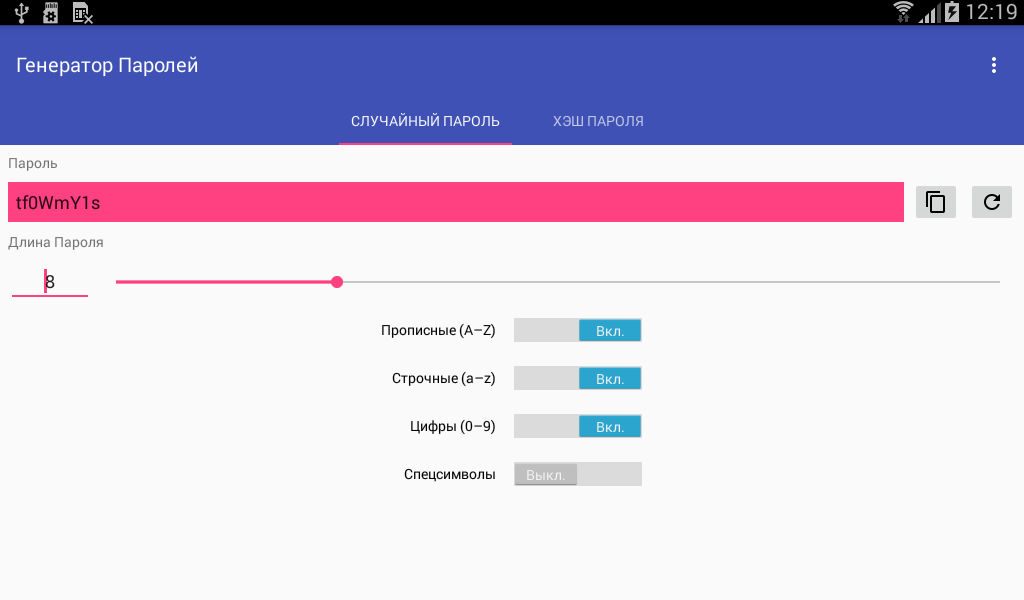 12:19
Генератор Паролей
СЛУЧАЙНЫЙ ПАРОЛЬ
ХЭШ ПАРОЛЯ
Пароль
tf0WmY1s
Длина Пароля
8
Прописные (A–Z) Вкл.
Строчные (a–z) Вкл.
Цифры (0–9) Вкл.
Спецсимволы Выкл.